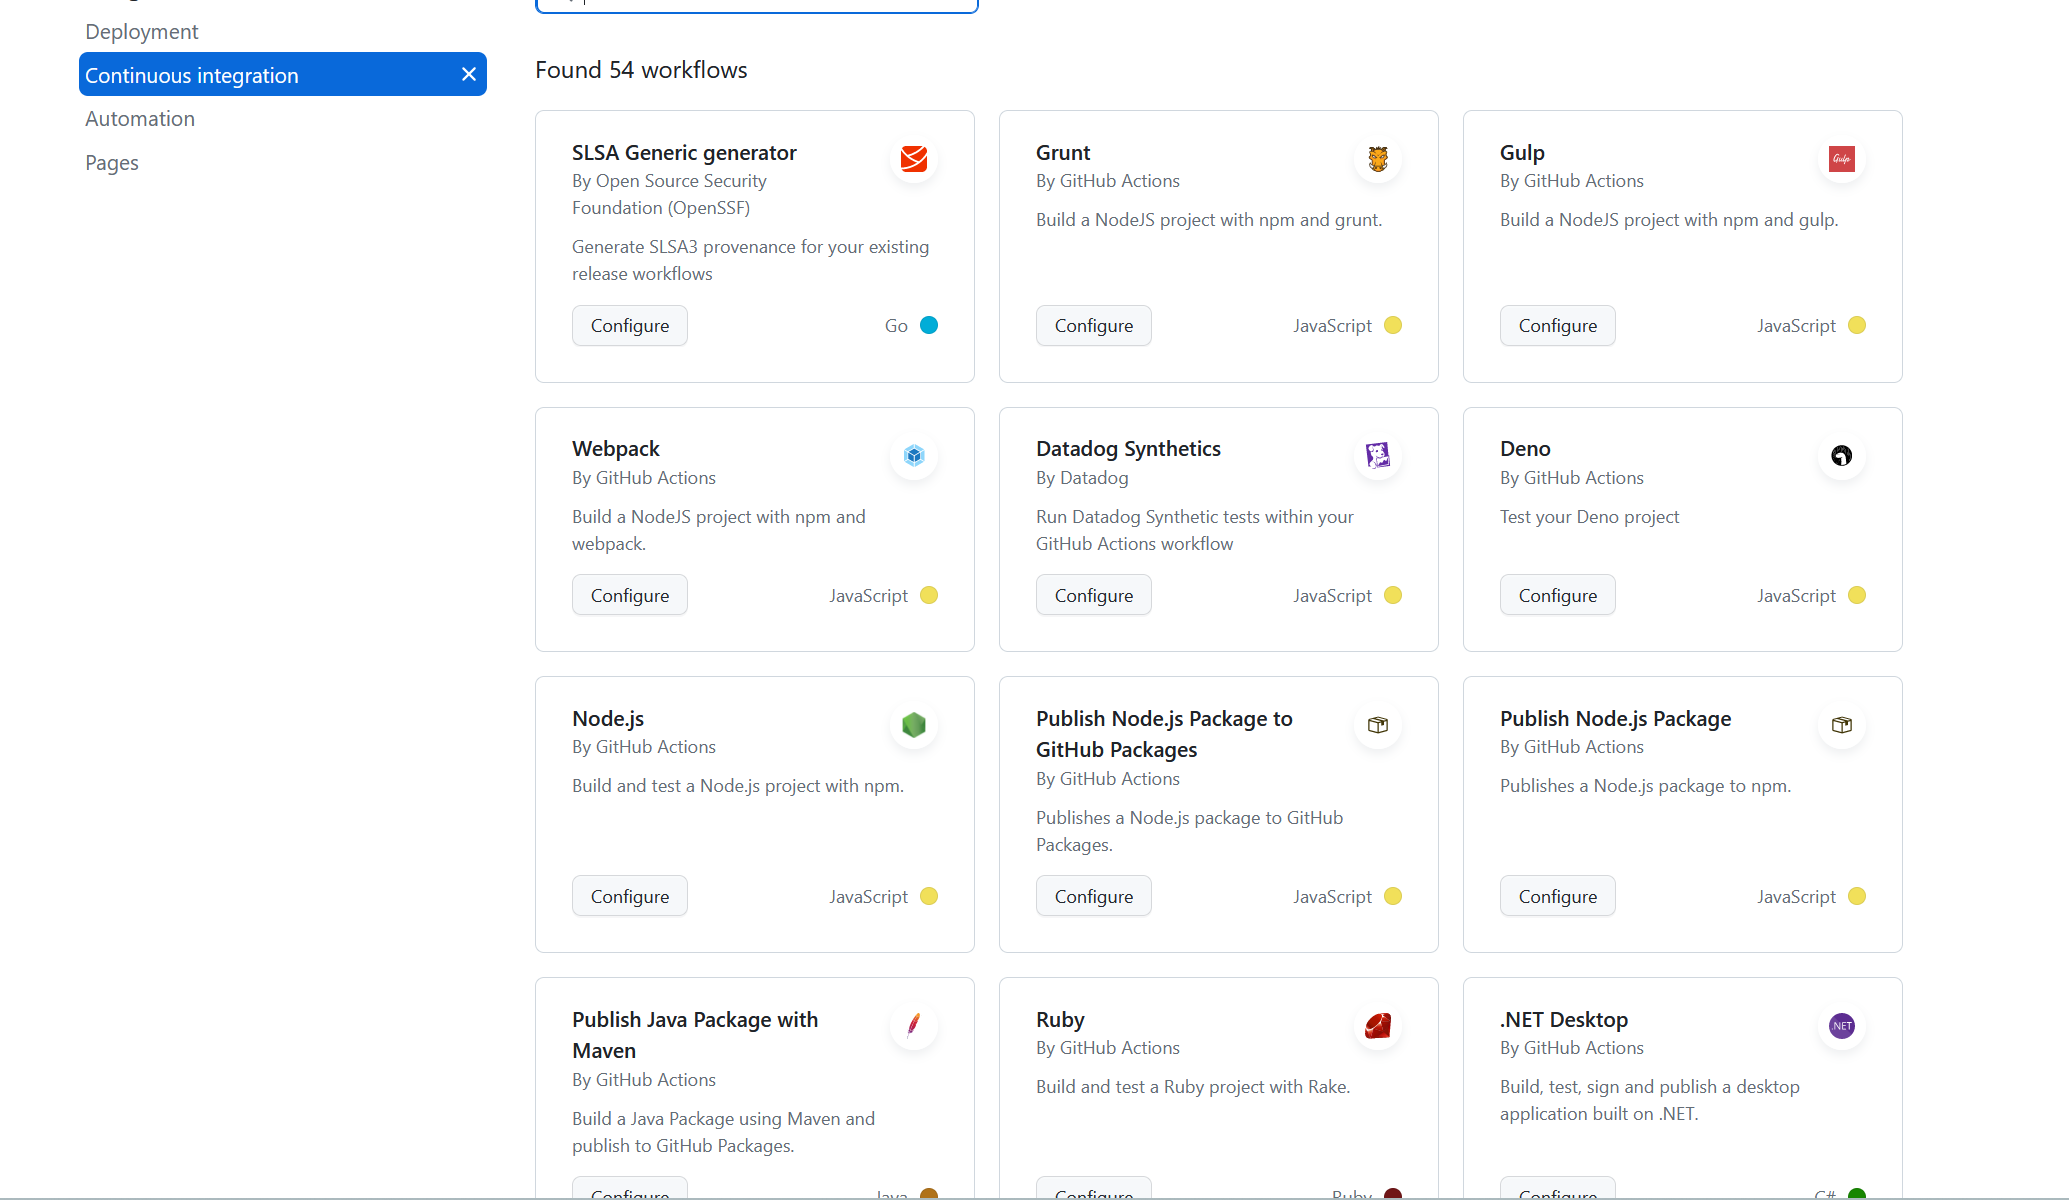 Deployment
Continuous integration
Automation
Pages
Found 54 workflows
SLSA Generic generator
By Open Source Security
Foundation (OpenSSF)
Generate SLSA3 provenance for your existing
release workflows
Configure
Go
Grunt
By GitHub Actions
Build a NodeJS project with npm and grunt.
Configure
JavaScript
Gulp
Gulp
By GitHub Actions
Build a NodeJS project with npm and gulp.
Configure
JavaScript
Webpack
By GitHub Actions
Build a NodeJS project with npm and
webpack.
Configure
JavaScript
Datadog Synthetics
By Datadog
Run Datadog Synthetic tests within your
GitHub Actions workflow
Configure
JavaScript
Deno
By GitHub Actions
Test your Deno project
Configure
JavaScript
Node.js
By GitHub Actions
Build and test a Node.js project with npm.
Configure
JavaScript
Publish Node.js Package to
GitHub Packages
By GitHub Actions
Publishes a Node.js package to GitHub
Packages.
Configure
JavaScript
Publish Node.js Package
By GitHub Actions
Publishes a Node.js package to npm.
Configure
JavaScript
Publish Java Package with
Maven
By GitHub Actions
Build a Java Package using Maven and
publish to GitHub Packages.
Configure
Java
Ruby
By GitHub Actions
Build and test a Ruby project with Rake.
Configure
Ruby
.NET Desktop
.NET
By GitHub Actions
Build, test, sign and publish a desktop
application built on .NET.
Configure
C#